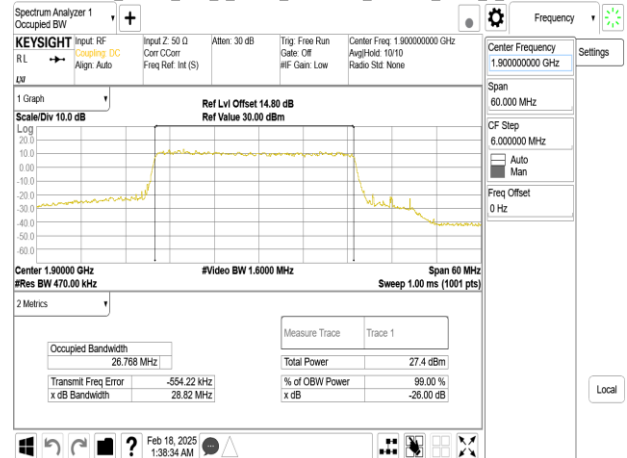 Spectrum Analyzer 1
Occupied BW
Frequency
KEYSIGHT
RL
LXI
Input: RF
Coupling: DC
Align: Auto
Input Z: 50 Ω
Corr CCorr
Freq Ref: Int (S)
Atten: 30 dB
Trig: Free Run
Gate: Off
#IF Gain: Low
Center Freq: 1.900000000 GHz
Avg|Hold: 10/10
Radio Std: None
Center Frequency
1.900000000 GHz
Settings
Span
60.000 MHz
CF Step
6.000000 MHz
Auto
Man
Freq Offset
0 Hz
Local
1 Graph
Scale/Div 10.0 dB
Ref Lvl Offset 14.80 dB
Ref Value 30.00 dBm
Log
20.0
10.0
0.00
-10.0
-20.0
-30.0
-40.0
-50.0
-60.0
Center 1.90000 GHz
#Res BW 470.00 kHz
#Video BW 1.6000 MHz
Span 60 MHz
Sweep 1.00 ms (1001 pts)
2 Metrics
Measure Trace Trace 1
Occupied Bandwidth
26.768 MHz
Total Power 27.4 dBm
Transmit Freq Error -554.22 kHz
% of OBW Power 99.00 %
x dB Bandwidth 28.82 MHz
x dB -26.00 dB
?
Feb 18, 2025
1:38:34 AM